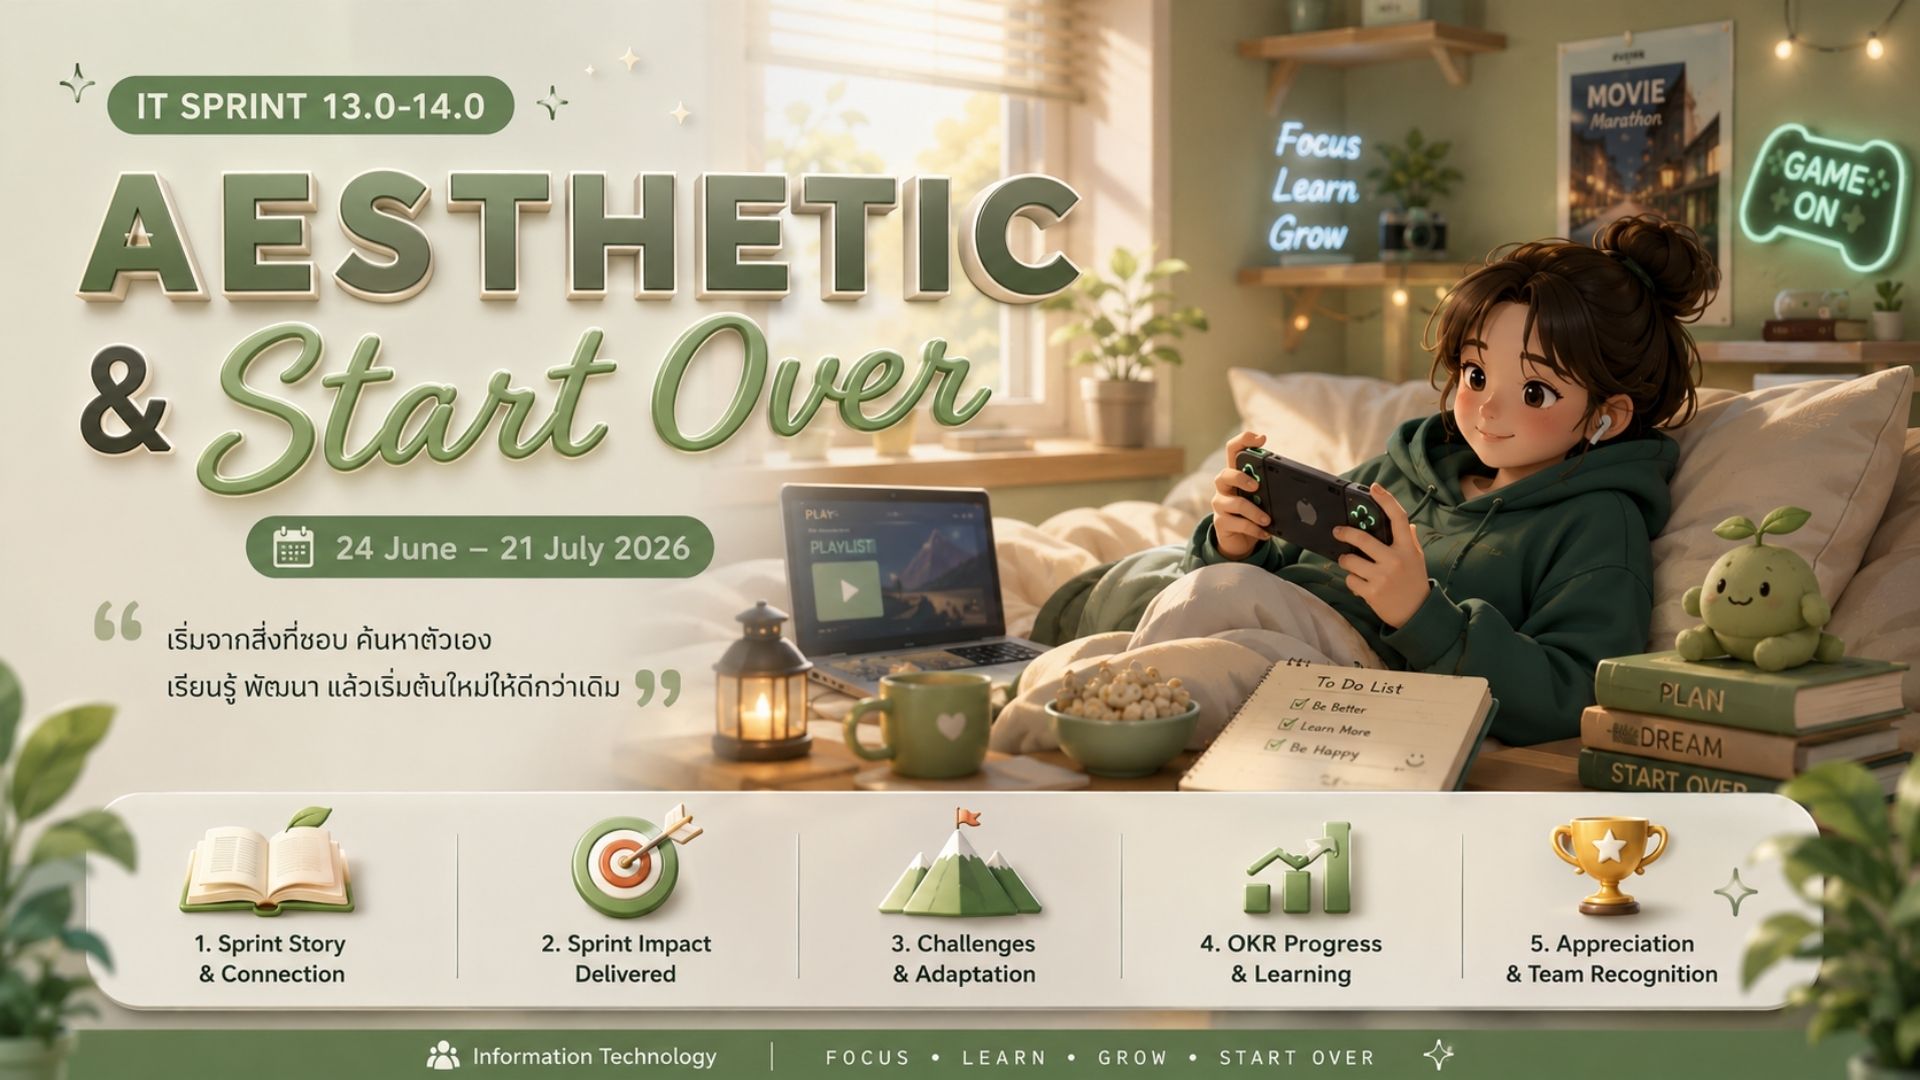 IT SPRINT 13.0-14.0
AESTHETIC
& Start Over
24 June – 21 July 2026
“ เริ่มจากสิ่งที่ชอบ ค้นหาตัวเอง
เรียนรู้ พัฒนา แล้วเริ่มต้นใหม่ให้ดีกว่าเดิม ”
Focus
Learn
Grow
MOVIE
Marathon
GAME
ON
PLAY-
PLAYLIST
To Do List
Be Better
Learn More
Be Happy
PLAN
DREAM
START OVER
1. Sprint Story
& Connection
2. Sprint Impact
Delivered
3. Challenges
& Adaptation
4. OKR Progress
& Learning
5. Appreciation
& Team Recognition
Information Technology
FOCUS • LEARN • GROW • START OVER